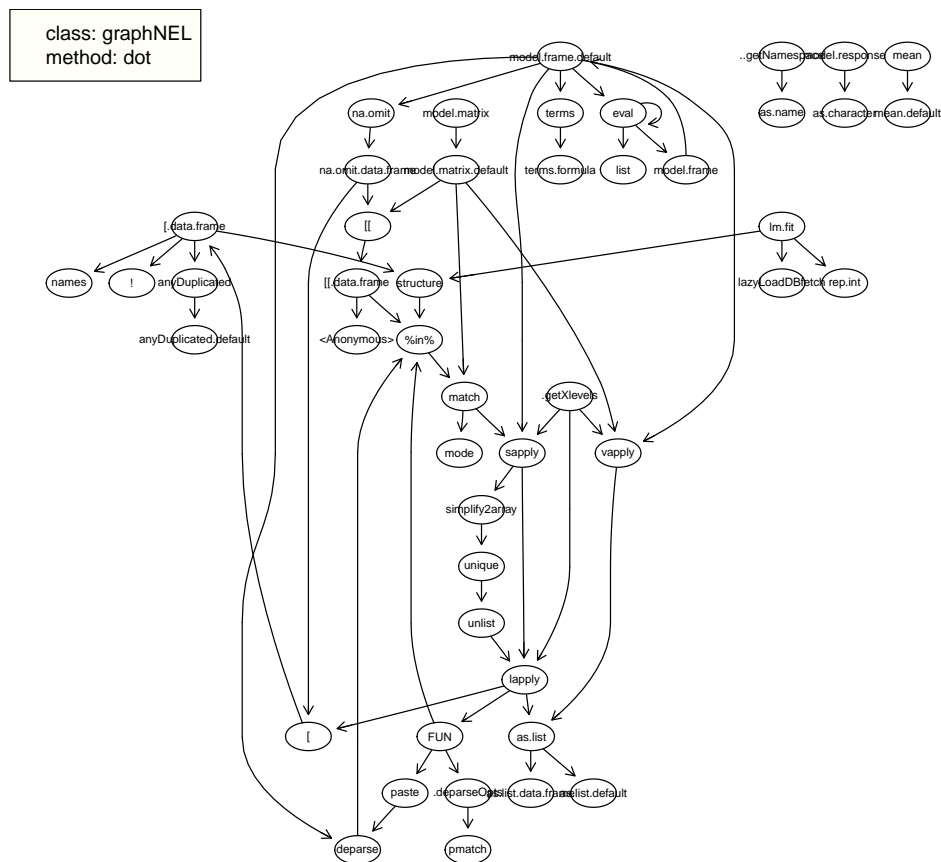 class: graphNEL
method: dot
model.frame.default
..getNamespace
model.response
mean
na.omit
model.matrix
terms
eval
as.name
as.character
mean.default
na.omit.data.frame
model.matrix.default
terms.formula
list
model.frame
[.data.frame
[[
lm.fit
names
!
anyDuplicated
[[.data.frame
structure
lazyLoadDBfetch
rep.int
anyDuplicated.default
<Anonymous>
%in%
match
.getXlevels
mode
sapply
vapply
simplify2array
unique
unlist
lapply
[
FUN
as.list
paste
.deparseOpts
as.list.data.frame
as.list.default
deparse
pmatch